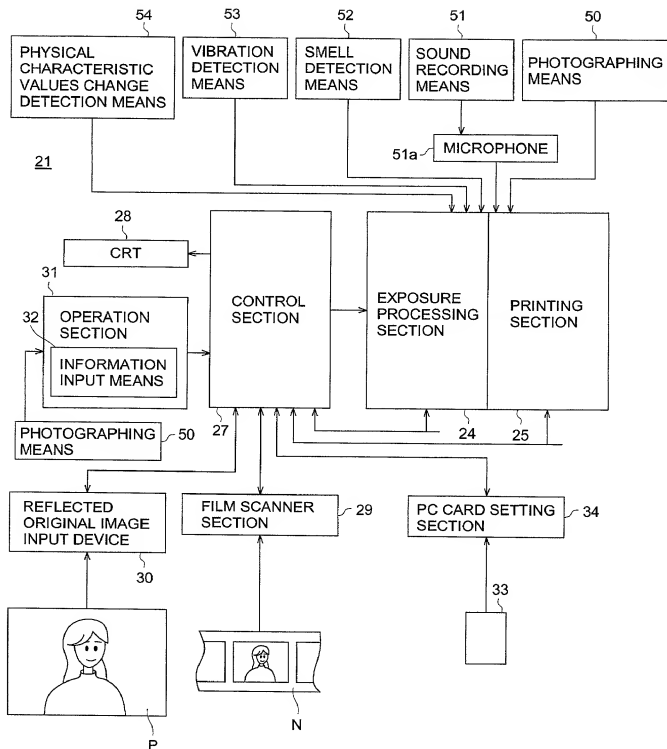 54
53
52
51
50
PHYSICAL
CHARACTERISTIC
VALUES CHANGE
DETECTION MEANS
VIBRATION
DETECTION
MEANS
SMELL
DETECTION
MEANS
SOUND
RECORDING
MEANS
PHOTOGRAPHING
MEANS
51a
MICROPHONE
21
28
CRT
31
OPERATION
SECTION
32
INFORMATION
INPUT MEANS
CONTROL
SECTION
EXPOSURE
PROCESSING
SECTION
PRINTING
SECTION
27
24
25
PHOTOGRAPHING
MEANS
50
REFLECTED
ORIGINAL IMAGE
INPUT DEVICE
30
FILM SCANNER
SECTION
29
PC CARD SETTING
SECTION
34
33
N
P